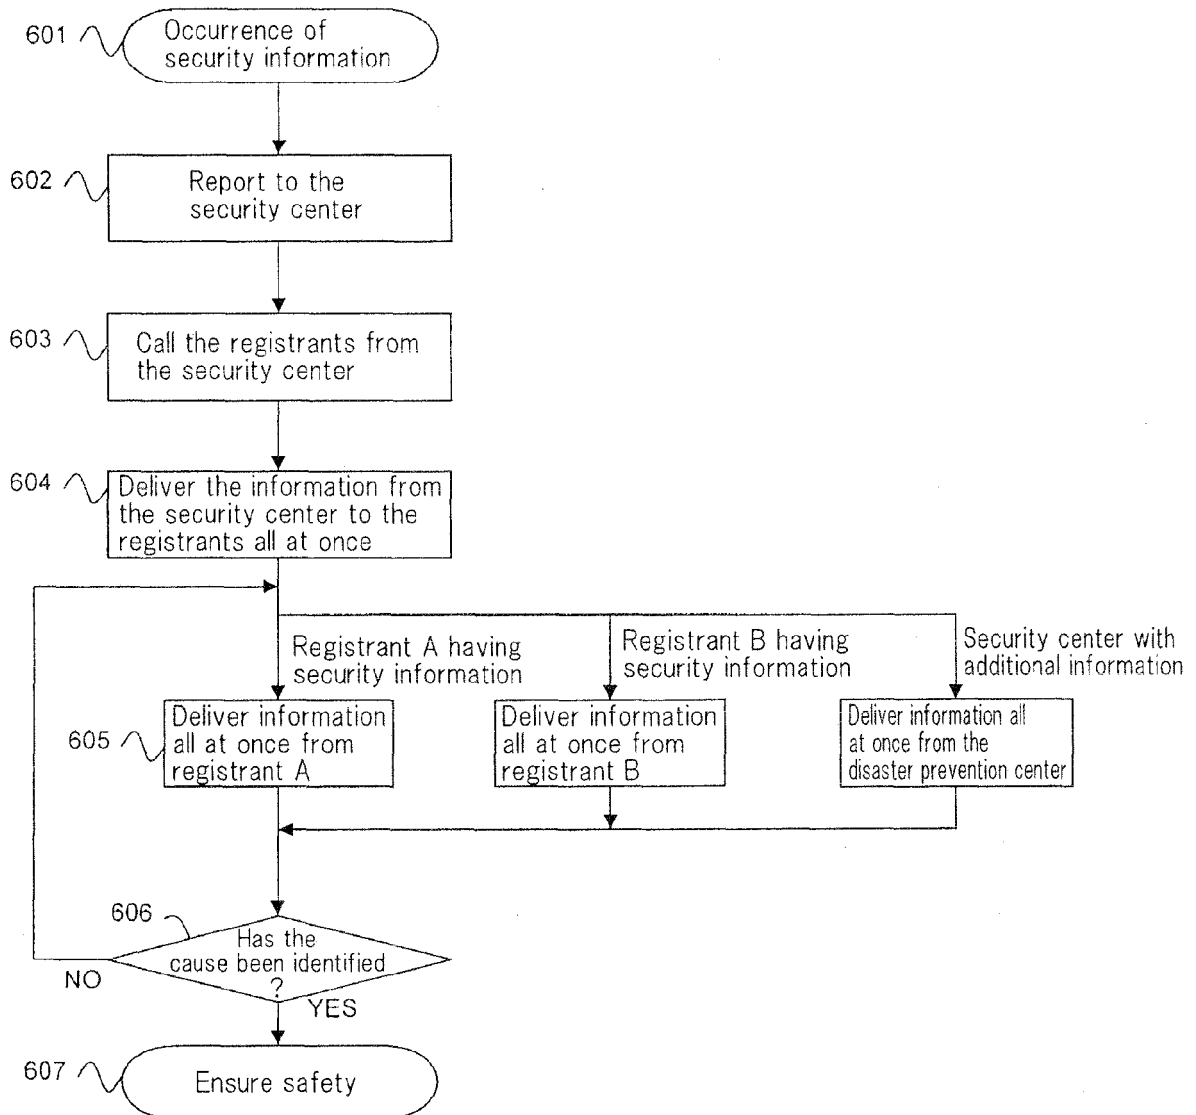 601
Occurrence of
security information
602
Report to the
security center
603
Call the registrants from
the security center
604
Deliver the information from
the security center to the
registrants all at once
Registrant A having
security information
Registrant B having
security information
Security center with
additional information
605
Deliver information
all at once from
registrant A
Deliver information
all at once from
registrant B
Deliver information all
at once from the
disaster prevention center
606
Has the
cause been identified
?
NO
YES
607
Ensure safety